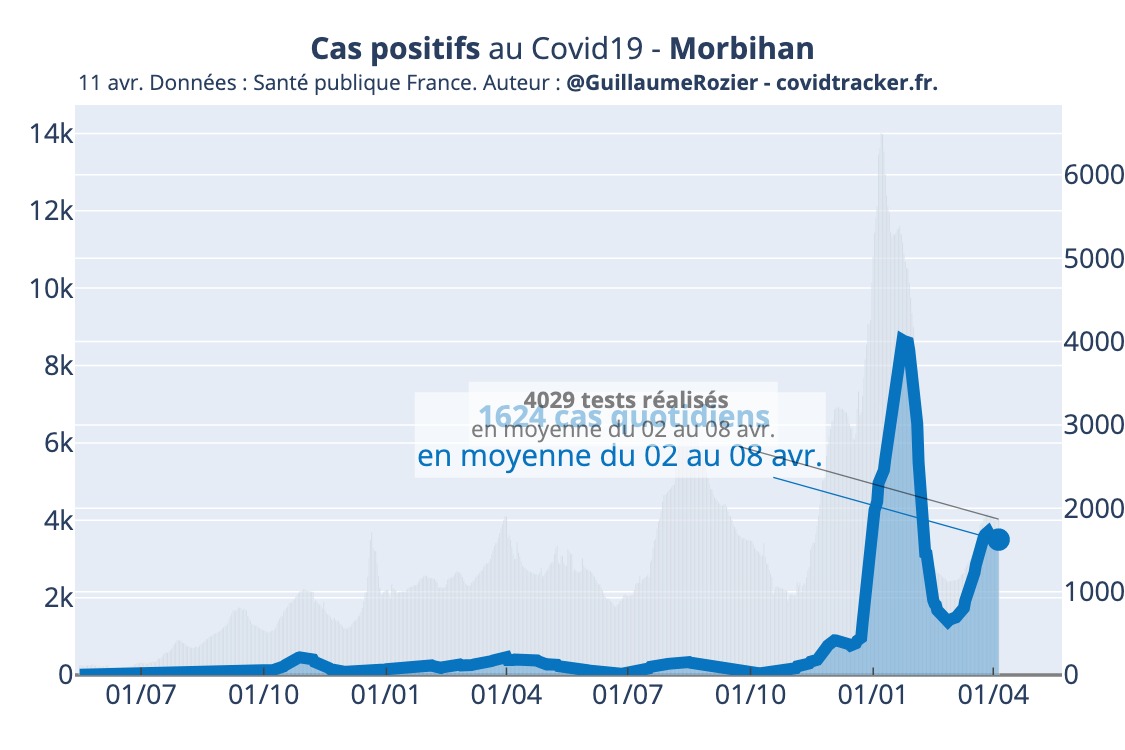 Cas positifs au Covid19 - Morbihan
11 avr. Données : Santé publique France. Auteur : @GuillaumeRozier - covidtracker.fr.
14k
12k
10k
8k
6k
4k
2k
0
6000
5000
4000
3000
2000
1000
0
4029 tests réalisés
1624 cas quotidiens
en moyenne du 02 au 08 avr.
en moyenne du 02 au 08 avr.
01/07
01/10
01/01
01/04
01/07
01/10
01/01
01/04